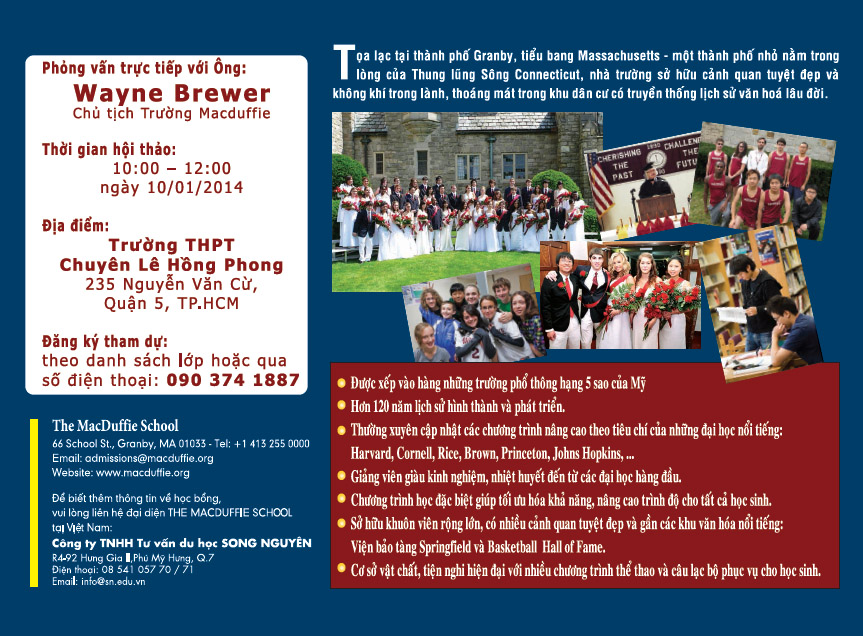 Phỏng vấn trực tiếp với Ông:
Wayne Brewer
Chủ tịch Trường Macduffie
Thời gian hội thảo:
10:00 – 12:00
ngày 10/01/2014
Địa điểm:
Trường THPT
Chuyên Lê Hồng Phong
235 Nguyễn Văn Cừ,
Quận 5, TP.HCM
Đăng ký tham dự:
theo danh sách lớp hoặc qua
số điện thoại: 090 374 1887
The MacDuffie School
66 School St., Granby, MA 01033 - Tel: +1 413 255 0000
Email: admissions@macduffie.org
Website: www.macduffie.org
Để biết thêm thông tin về học bổng,
vui lòng liên hệ đại diện THE MACDUFFIE SCHOOL
tại Việt Nam:
Công ty TNHH Tư vấn du học SONG NGUYÊN
R4-92 Hưng Gia II,Phú Mỹ Hưng, Q.7
Điện thoại: 08 541 057 70 / 71
Email: info@sn.edu.vn
Tọa lạc tại thành phố Granby, tiểu bang Massachusetts - một thành phố nhỏ nằm trong
lòng của Thung lũng Sông Connecticut, nhà trường sở hữu cảnh quan tuyệt đẹp và
không khí trong lành, thoáng mát trong khu dân cư có truyền thống lịch sử văn hoá lâu đời.
CHERISHING CHALLENGING
THE 1890 THE
PAST FUTURE
Được xếp vào hàng những trường phổ thông hạng 5 sao của Mỹ
Hơn 120 năm lịch sử hình thành và phát triển.
Thường xuyên cập nhật các chương trình nâng cao theo tiêu chí của những đại học nổi tiếng:
Harvard, Cornell, Rice, Brown, Princeton, Johns Hopkins, ...
Giảng viên giàu kinh nghiệm, nhiệt huyết đến từ các đại học hàng đầu.
Chương trình học đặc biệt giúp tối ưu hóa khả năng, nâng cao trình độ cho tất cả học sinh.
Sở hữu khuôn viên rộng lớn, có nhiều cảnh quan tuyệt đẹp và gần các khu văn hóa nổi tiếng:
Viện bảo tàng Springfield và Basketball Hall of Fame.
Cơ sở vật chất, tiện nghi hiện đại với nhiều chương trình thể thao và câu lạc bộ phục vụ cho học sinh.